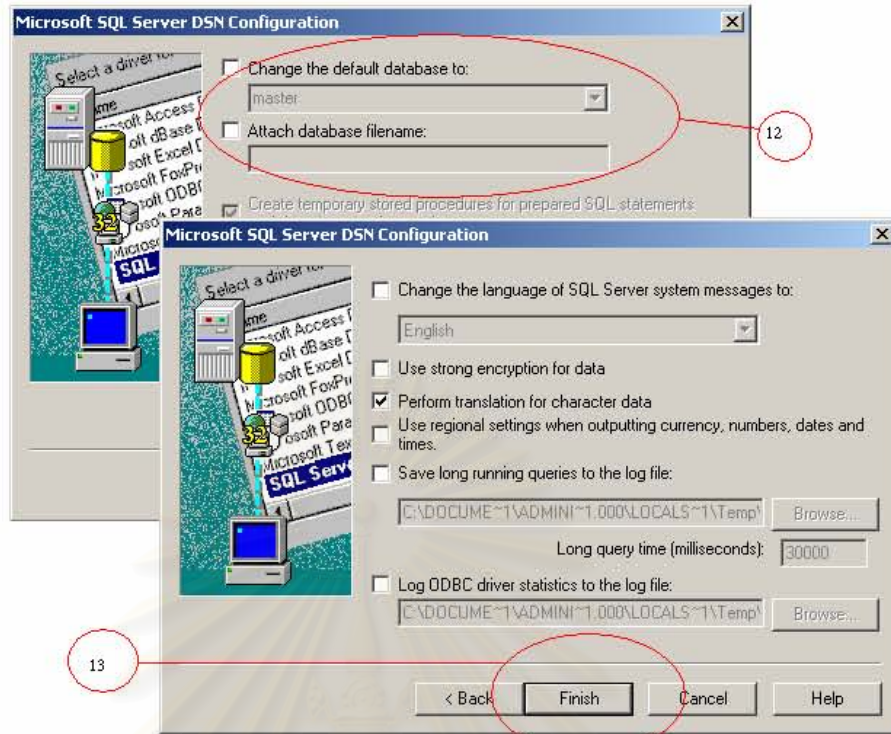 Microsoft SQL Server DSN Configuration
Select a driver for
Change the default database to:
master
Attach database filename:
12
Create temporary stored procedures for prepared SQL statements
Microsoft SQL Server DSN Configuration
Select a driver
Change the language of SQL Server system messages to:
English
Use strong encryption for data
Perform translation for character data
Use regional settings when outputting currency, numbers, dates and
times.
Save long running queries to the log file:
C:\DOCUME~1\ADMINI~1.000\LOCALS~1\Temp\
Browse...
Long query time (milliseconds):
30000
Log ODBC driver statistics to the log file:
C:\DOCUME~1\ADMINI~1.000\LOCALS~1\Temp\
Browse...
13
< Back
Finish
Cancel
Help